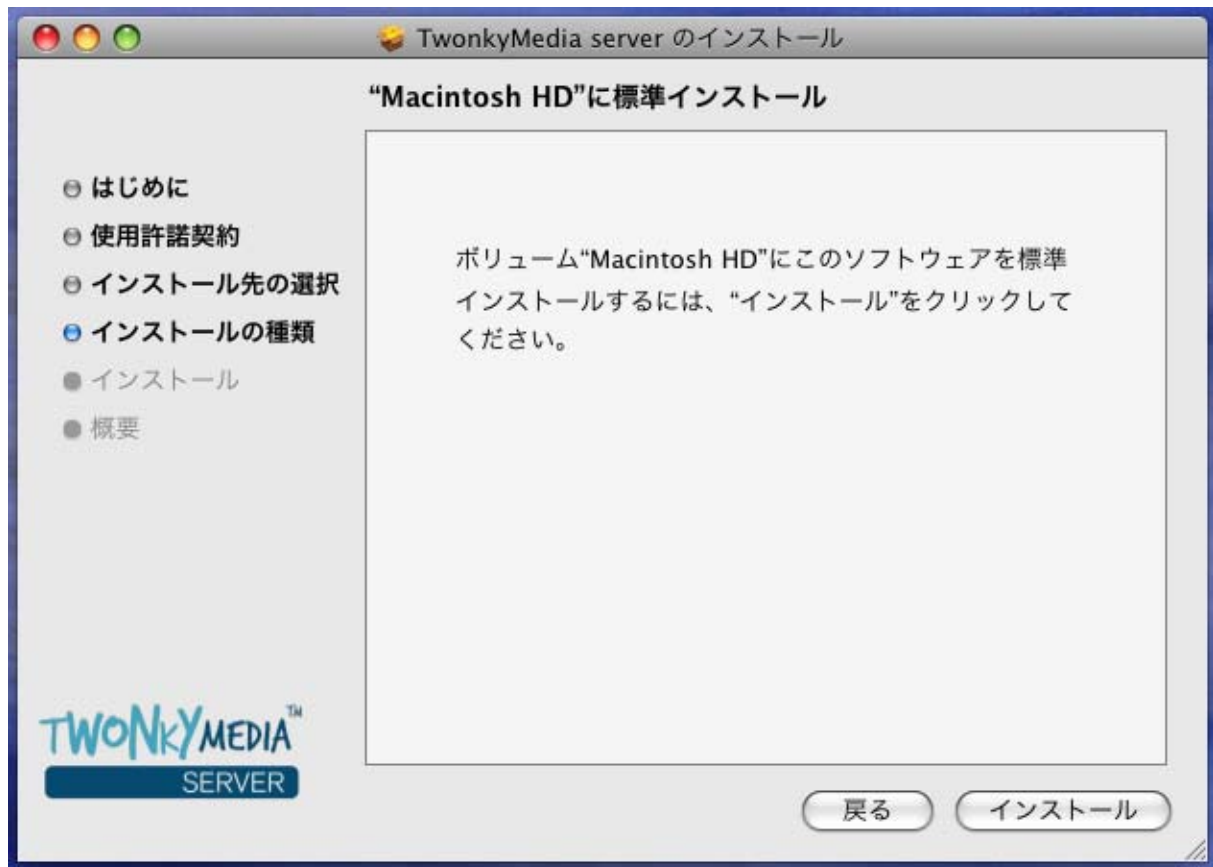 TwonkyMedia server のインストール
“Macintosh HD”に標準インストール
はじめに
使用許諾契約
インストール先の選択
インストールの種類
インストール
概要
ボリューム“Macintosh HD”にこのソフトウェアを標準
インストールするには、“インストール”をクリックして
ください。
TWONKYMEDIA™
SERVER
戻る
インストール